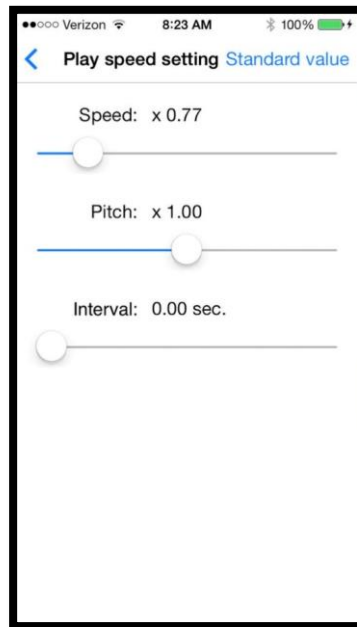 Verizon 8:23 AM 100%
Play speed setting Standard value
Speed: x 0.77
Pitch: x 1.00
Interval: 0.00 sec.